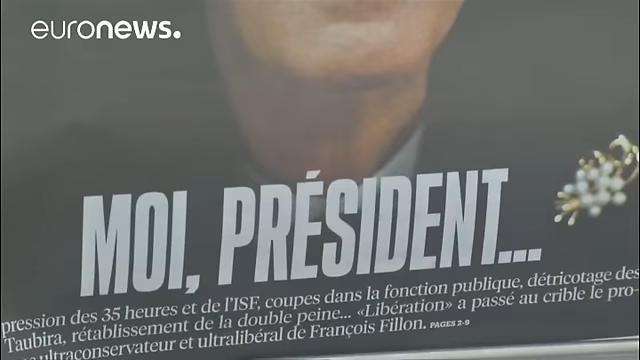 euronews.
MOI, PRÉSIDENT...
pression des 35 heures et de l'ISF, coupes dans la fonction publique, détricotage des
Taubira, rétablissement de la double peine... «Libération» a passé au crible le pro-
ultraconservateur et ultralibéral de François Fillon. PAGES 2-9